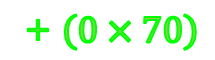 + (0 × 70)